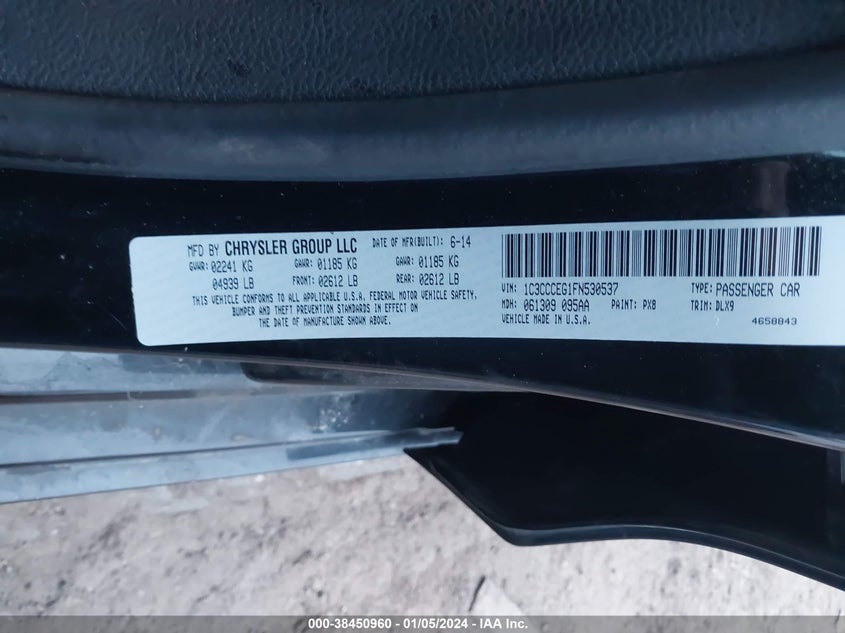 MFD BY CHRYSLER GROUP LLC DATE OF MFR(BUILT): 6-14
GVWR: 02241 KG GAWR: 01185 KG GAWR: 01185 KG
04939 LB FRONT: 02612 LB REAR: 02612 LB
THIS VEHICLE CONFORMS TO ALL APPLICABLE U.S.A. FEDERAL MOTOR VEHICLE SAFETY,
BUMPER AND THEFT PREVENTION STANDARDS IN EFFECT ON
THE DATE OF MANUFACTURE SHOWN ABOVE.
VIN: 1C3CCCEG1FN530537 TYPE: PASSENGER CAR
MDH: 061309 095AA PAINT: PX8 TRIM: DLX9
VEHICLE MADE IN U.S.A. 4658843
000-38450960 - 01/05/2024 - IAA Inc.